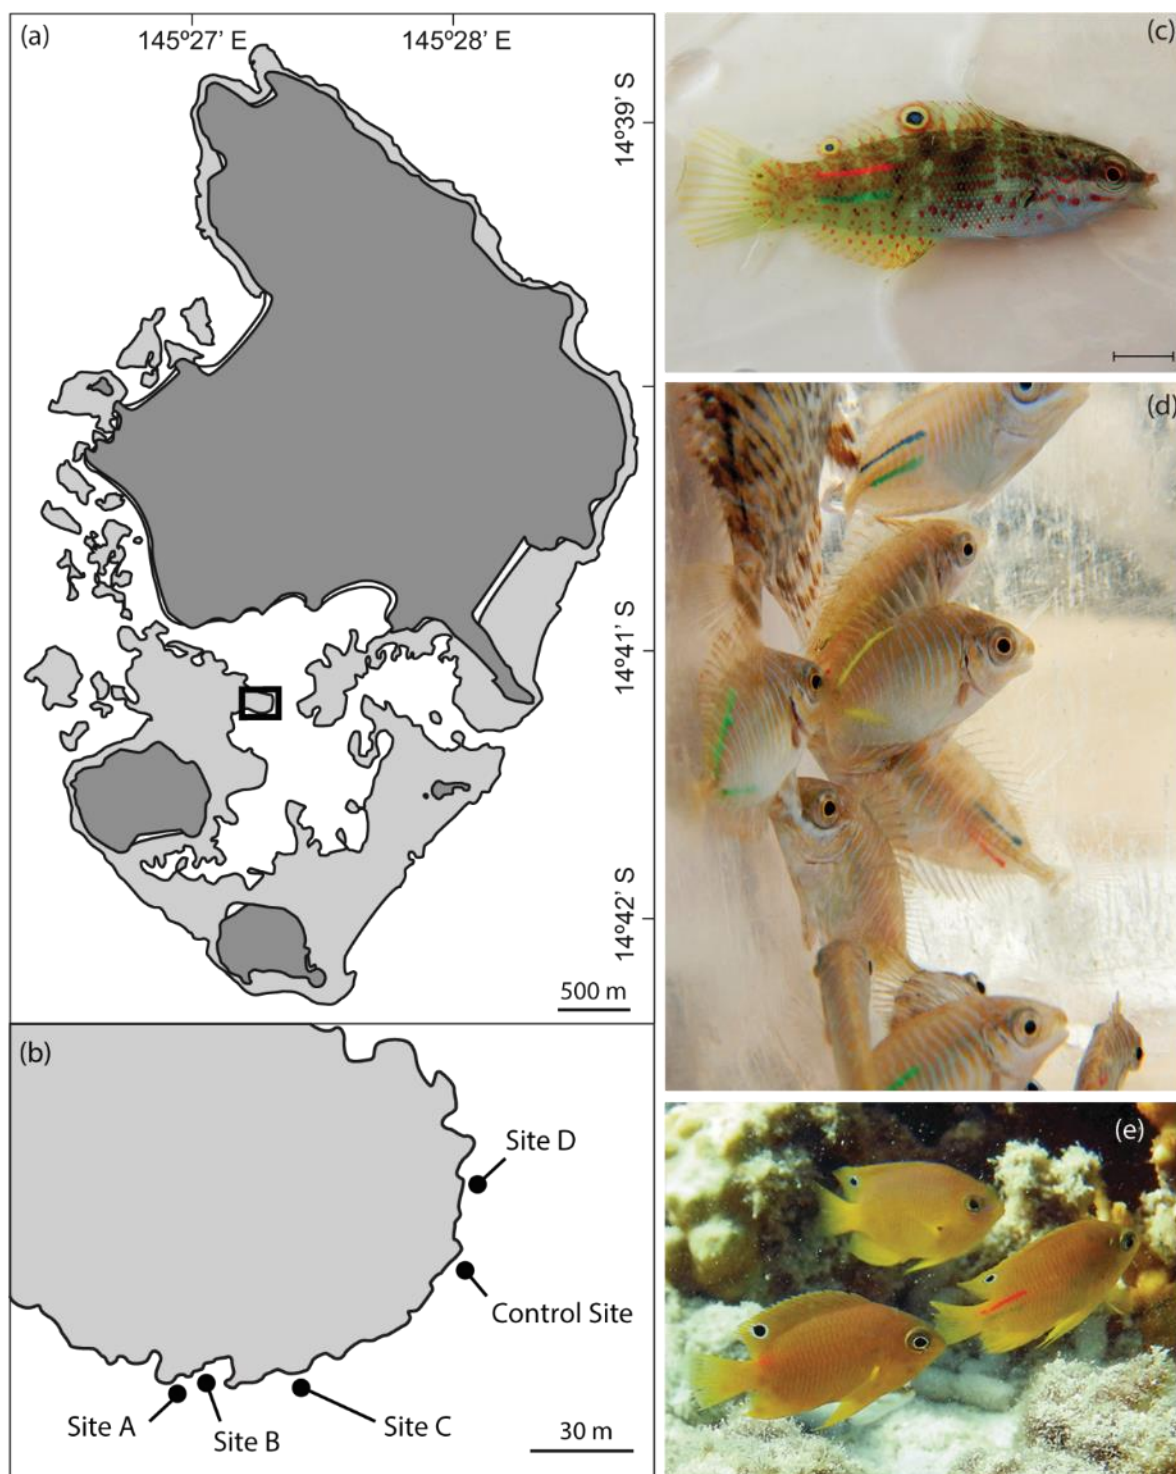 (a)
145º27' E
145º28' E
14º39' S
14º41' S
14º42' S
500 m
(b)
Site D
Control Site
Site A
Site B
Site C
30 m
(c)
(d)
(e)